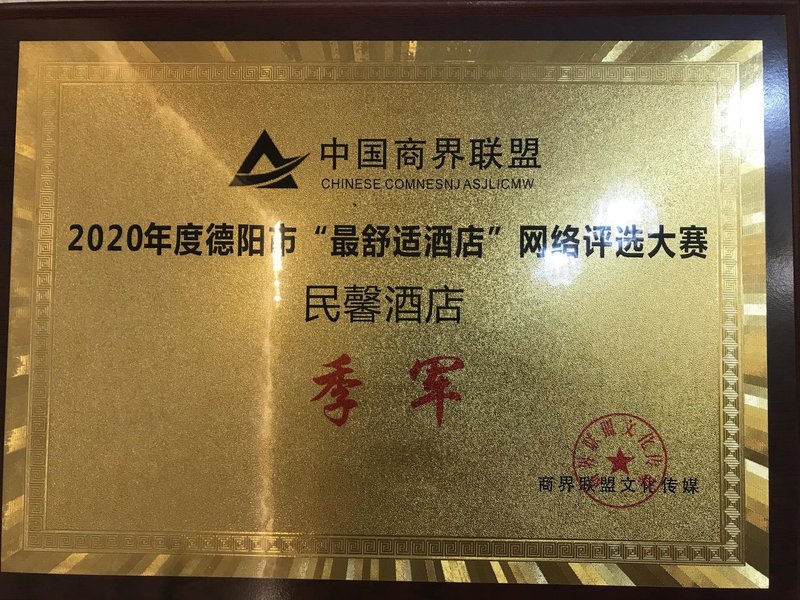 中国商界联盟
CHINESE COMNESNJ ASJLICMW
2020年度德阳市“最舒适酒店”网络评选大赛
民馨酒店
季军
商界联盟文化传媒